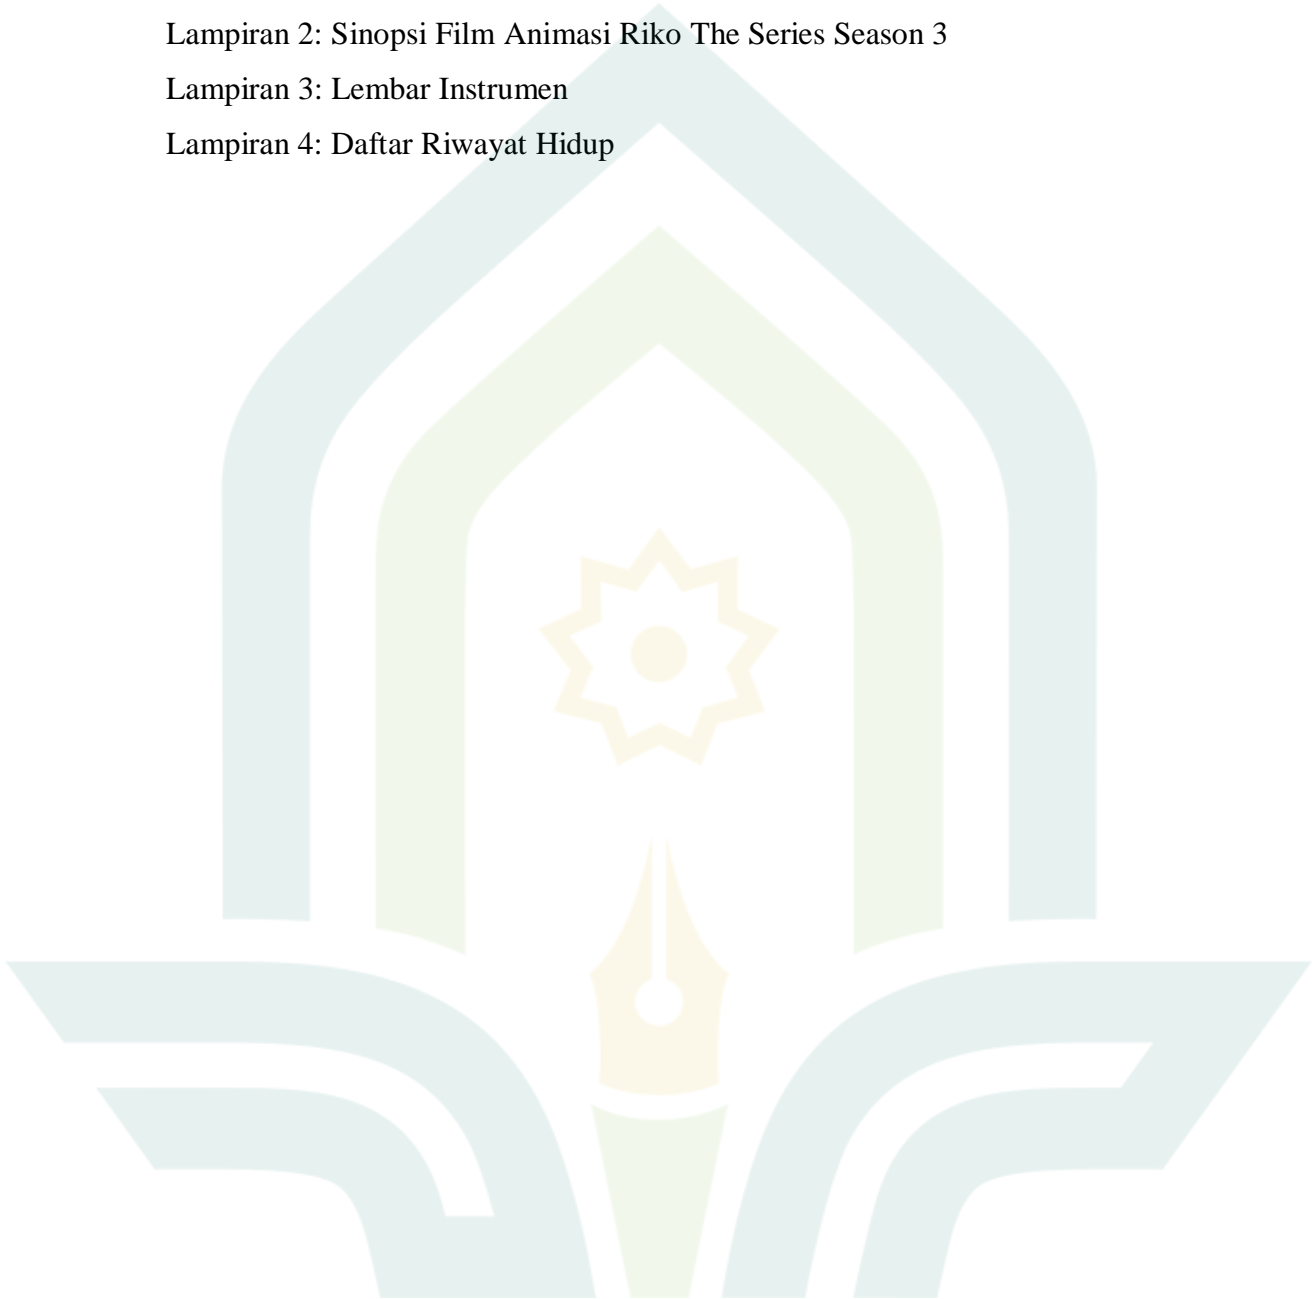 Lampiran 2: Sinopsi Film Animasi Riko The Series Season 3
Lampiran 3: Lembar Instrumen
Lampiran 4: Daftar Riwayat Hidup